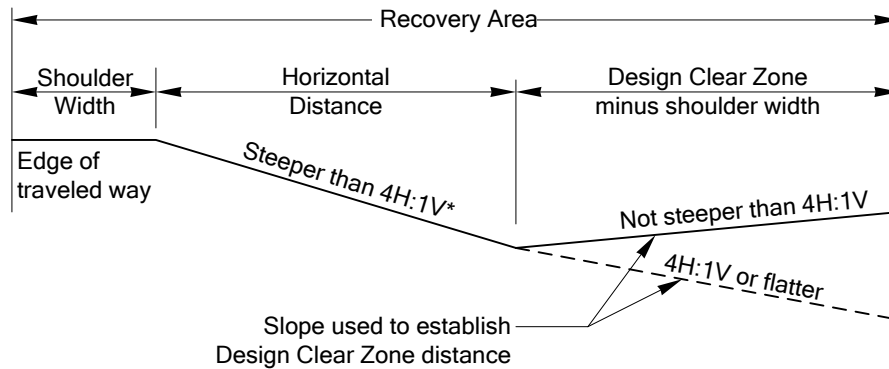 Recovery Area
Shoulder
Width
Horizontal
Distance
Design Clear Zone
minus shoulder width
Edge of
traveled way
Steeper than 4H:1V*
Not steeper than 4H:1V
4H:1V or flatter
Slope used to establish
Design Clear Zone distance